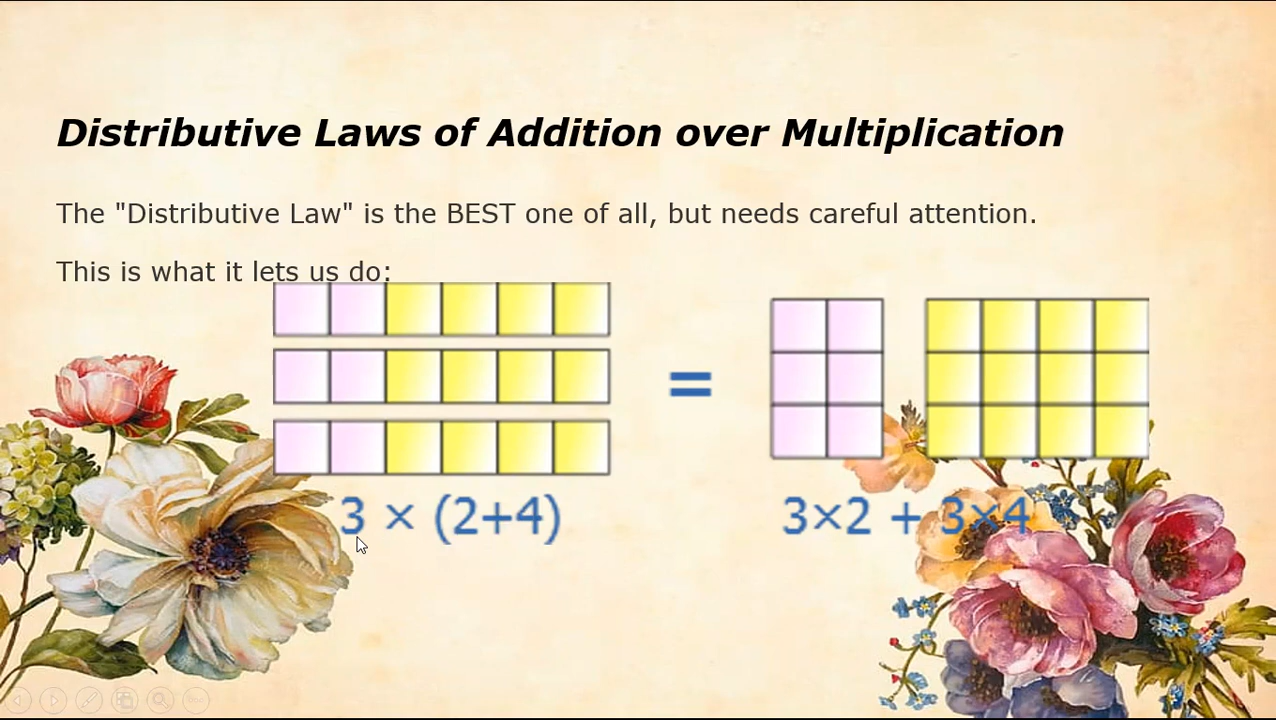 Distributive Laws of Addition over Multiplication
The "Distributive Law" is the BEST one of all, but needs careful attention.
This is what it lets us do:
=
3 × (2+4)
3×2 + 3×4